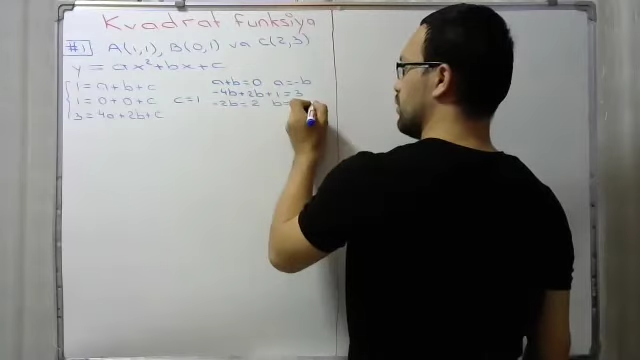 Kvadrat funksiya
#1 A(1,1), B(0,1) va C(2,3)
y = ax²+bx+c
1=a+b+c
1=0+0+c c=1
3=4a+2b+c
a+b=0 a=-b
-4b+2b+1=3
-2b=2 b=